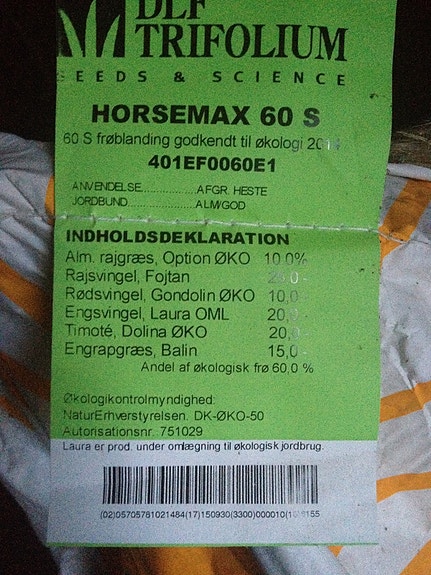 DLF
TRIFOLIUM
SEEDS & SCIENCE
HORSEMAX 60 S
60 S frøblanding godkendt til økologi
401EF0060E1
ANVENDELSE................AFGR. HESTE
JORDBUND..................ALM/GOD
INDHOLDSDEKLARATION
Alm. rajgræs, Option ØKO 10,0%
Rajsvingel, Fojtan
Rødsvingel, Gondolin ØKO 10,0 -
Engsvingel, Laura OML 20,0 -
Timoté, Dolina ØKO 20,0 -
Engrapgræs, Balin 15,0 -
Andel af økologisk frø 60,0 %
Økologikontrolmyndighed:
NaturErhverstyrelsen. DK-ØKO-50
Autorisationsnr. 751029
Laura er prod. under omlægning til økologisk jordbrug.